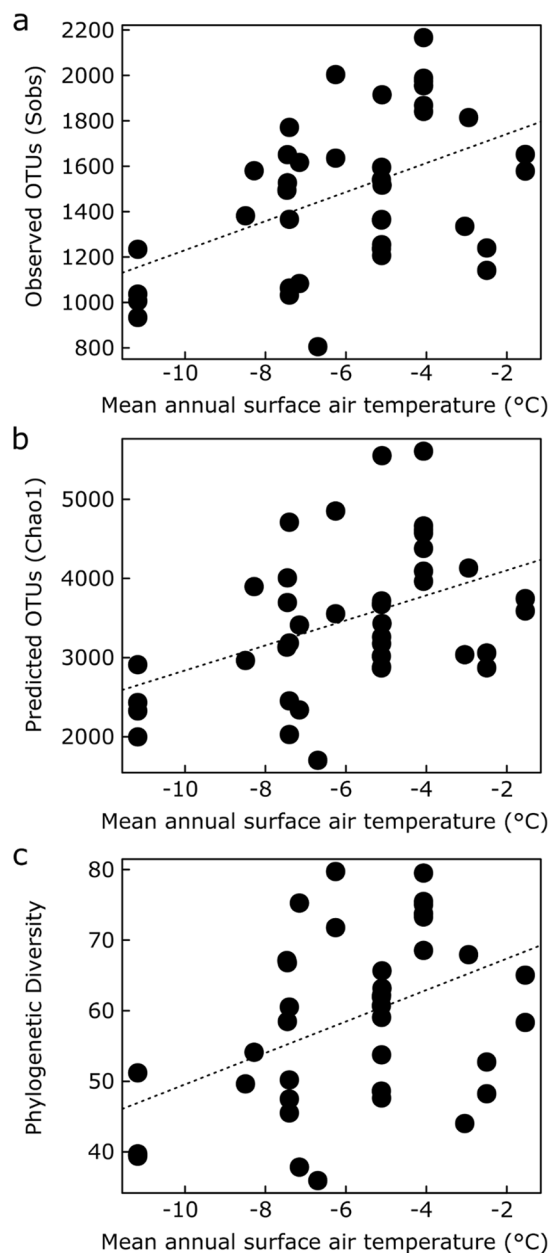 a
2200
2000
1800
1600
1400
1200
1000
800
Observed OTUs (Sobs)
-10 -8 -6 -4 -2
Mean annual surface air temperature (°C)
b
5000
4000
3000
2000
Predicted OTUs (Chao1)
-10 -8 -6 -4 -2
Mean annual surface air temperature (°C)
c
80
70
60
50
40
Phylogenetic Diversity
-10 -8 -6 -4 -2
Mean annual surface air temperature (°C)